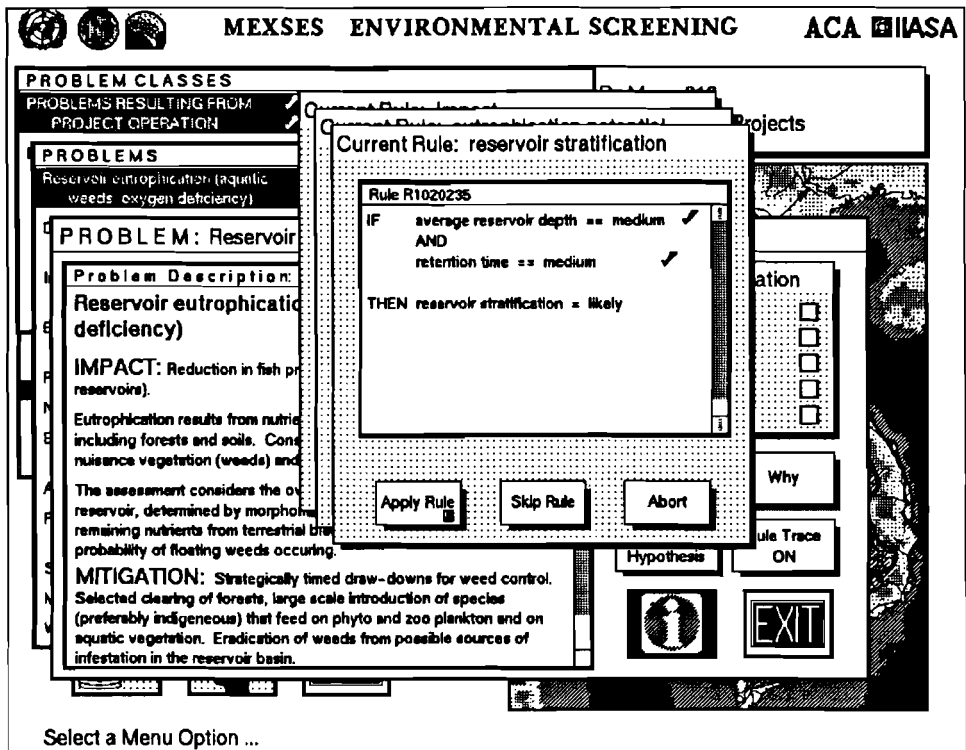 MEXSES ENVIRONMENTAL SCREENING
ACA IIASA
PROBLEM CLASSES
PROBLEMS RESULTING FROM
PROJECT OPERATION
Projects
PROBLEMS
Reservoir eutrophication (aquatic
weeds oxygen deficiency)
PROBLEM: Reservoir
Problem Description:
Reservoir eutrophicatio
deficiency)
IMPACT: Reduction in fish pr
reservoirs).
Eutrophication results from nutrie
including forests and soils. Cons
nuisance vegetation (weeds) and
The assessment considers the ov
reservoir, determined by morpho
remaining nutrients from terrestrial
probability of floating weeds occuring.
MITIGATION: Strategically timed draw-downs for weed control.
Selected clearing of forests, large scale introduction of species
(preferably indigeneous) that feed on phyto and zoo plankton and on
aquatic vegetation. Eradication of weeds from possible sources of
infestation in the reservoir basin.
Current Rule: reservoir stratification
Rule R1020235
IF average reservoir depth == medium
AND
retention time == medium
THEN reservoir stratification = likely
Apply Rule
Skip Rule
Abort
ation
Why
Hypothesis
ule Trace
ON
EXIT
Select a Menu Option ...